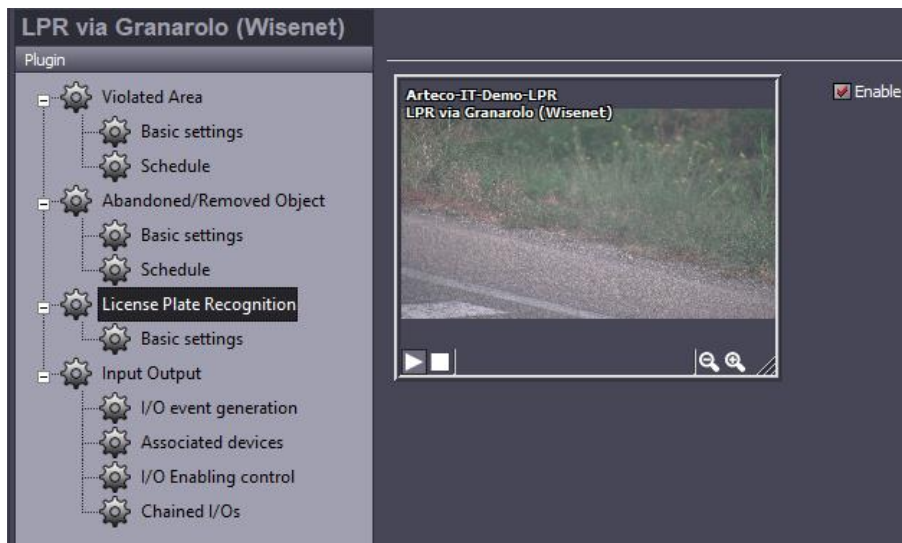 LPR via Granarolo (Wisenet)
Plugin
Violated Area
Basic settings
Schedule
Abandoned/Removed Object
Basic settings
Schedule
License Plate Recognition
Basic settings
Input Output
I/O event generation
Associated devices
I/O Enabling control
Chained I/Os
Arteco-IT-Demo-LPR
LPR via Granarolo (Wisenet)
Enable